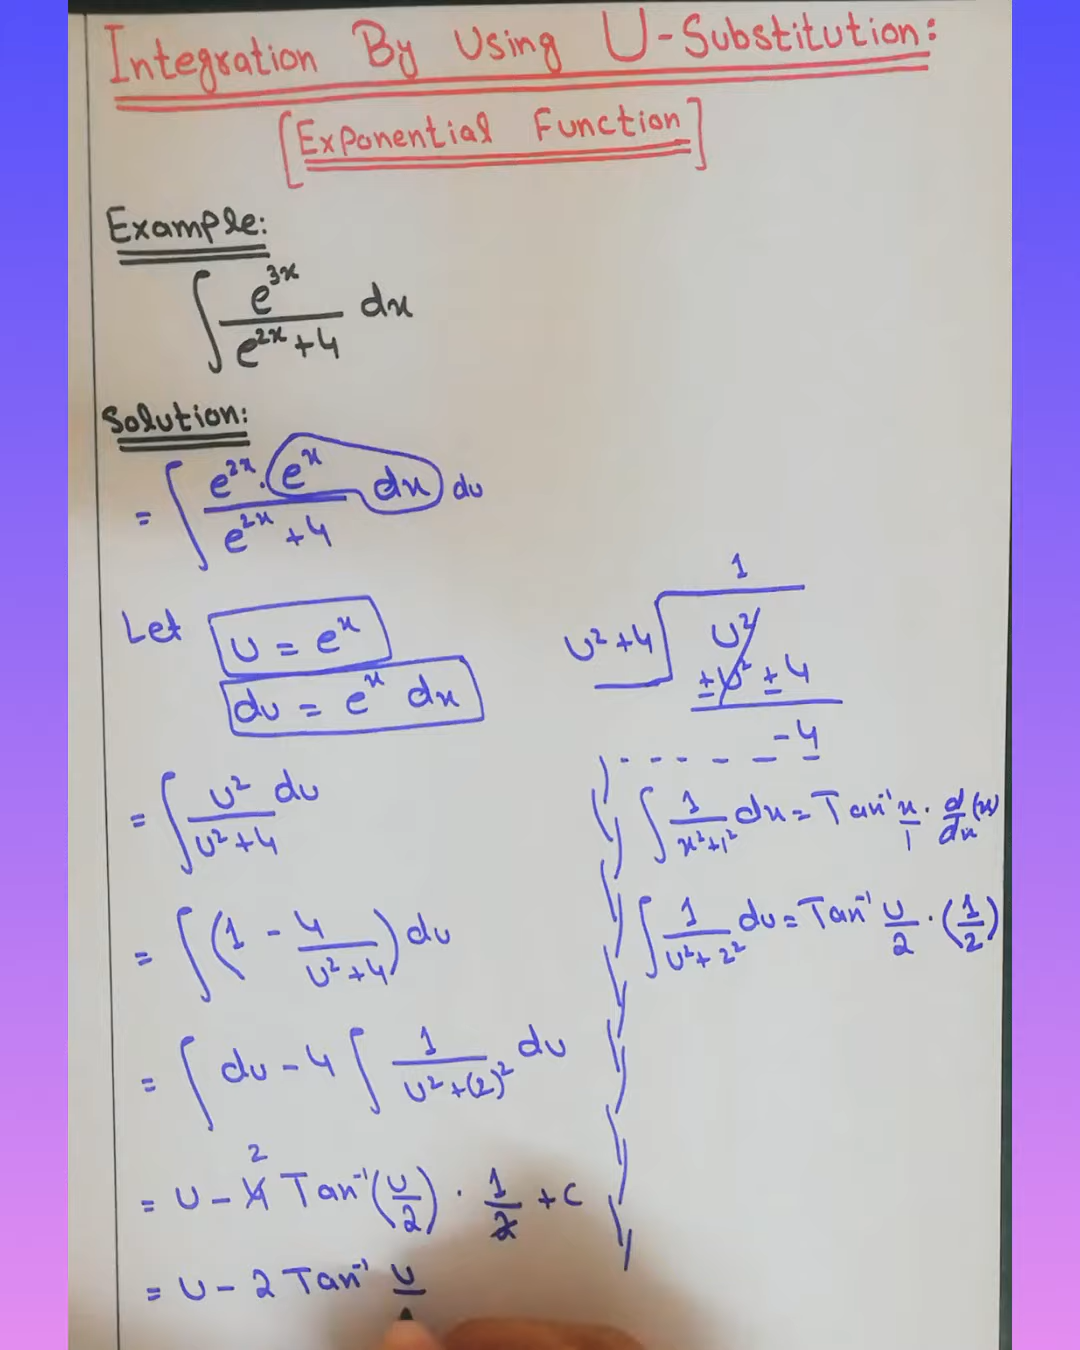 Integration By Using U-Substitution:
[Exponential Function]
Example:
∫ e^{3x} / (e^{2x} + 4) dx
Solution:
= ∫ (e^{2x} · e^x) / (e^{2x} + 4) dx du
Let u = e^x
du = e^x dx
= ∫ u² / (u² + 4) du
= ∫ (1 - 4 / (u² + 4)) du
= ∫ du - 4 ∫ 1 / (u² + (2)²) du
2
= u - 4 Tan⁻¹ (u/2) · 1/2 + c
= u - 2 Tan⁻¹ u
1
u² + 4 u²
± u² ± 4
- 4
∫ 1 / (x² + 1²) dx = Tan⁻¹ x/1 · d/dx (x)
∫ 1 / (u² + 2²) du = Tan⁻¹ u/2 · (1/2)